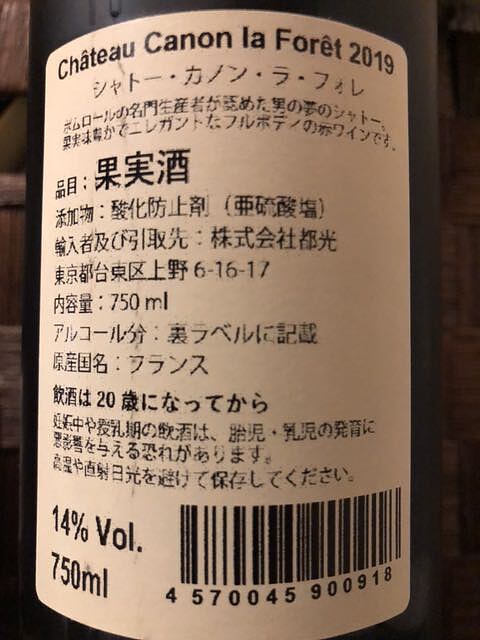 Château Canon la Forêt 2019
シャトー・カノン・ラ・フォレ
ポムロールの名門生産者が認めた男の夢のシャトー。
果実味豊かでエレガントなフルボディの赤ワインです。
品目：果実酒
添加物：酸化防止剤（亜硫酸塩）
輸入者及び引取先：株式会社都光
東京都台東区上野 6-16-17
内容量：750 ml
アルコール分：裏ラベルに記載
原産国名：フランス
飲酒は 20 歳になってから
妊娠中や授乳期の飲酒は、胎児・乳児の発育に
悪影響を与える恐れがあります。
高温や直射日光を避けて保存してください。
14% Vol.
750ml
4 570045 900918